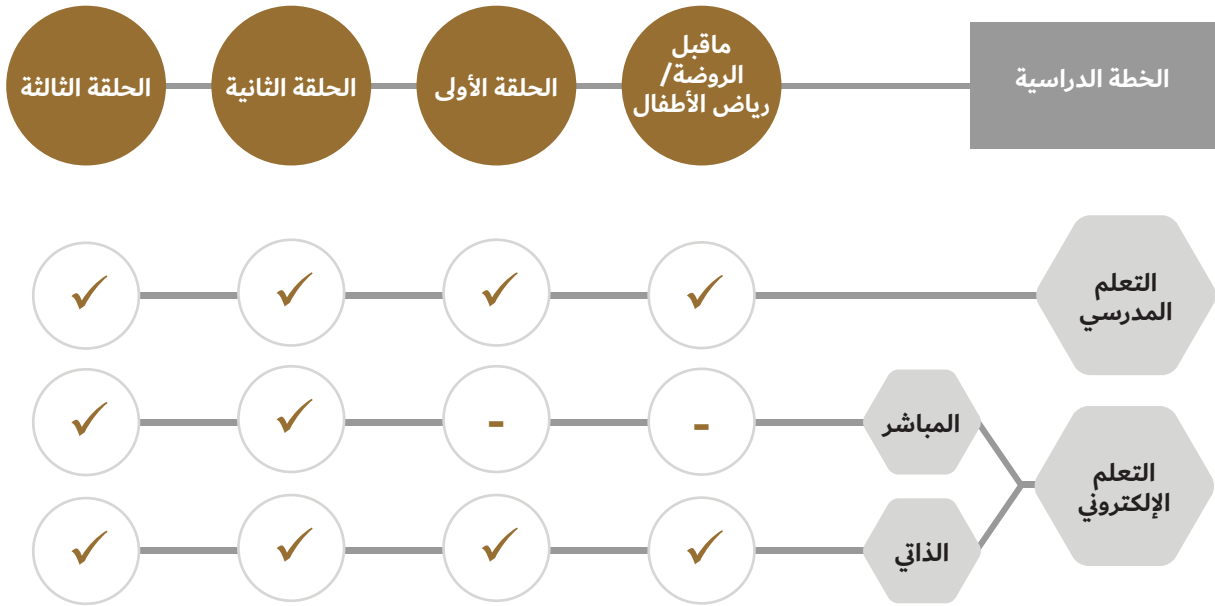 الخطة الدراسية
ماقبل
الروضة/
رياض الأطفال
الحلقة الأولى
الحلقة الثانية
الحلقة الثالثة
التعلم
المدرسي
✓
✓
✓
✓
التعلم
الإلكتروني
المباشر
-
-
✓
✓
الذاتي
✓
✓
✓
✓